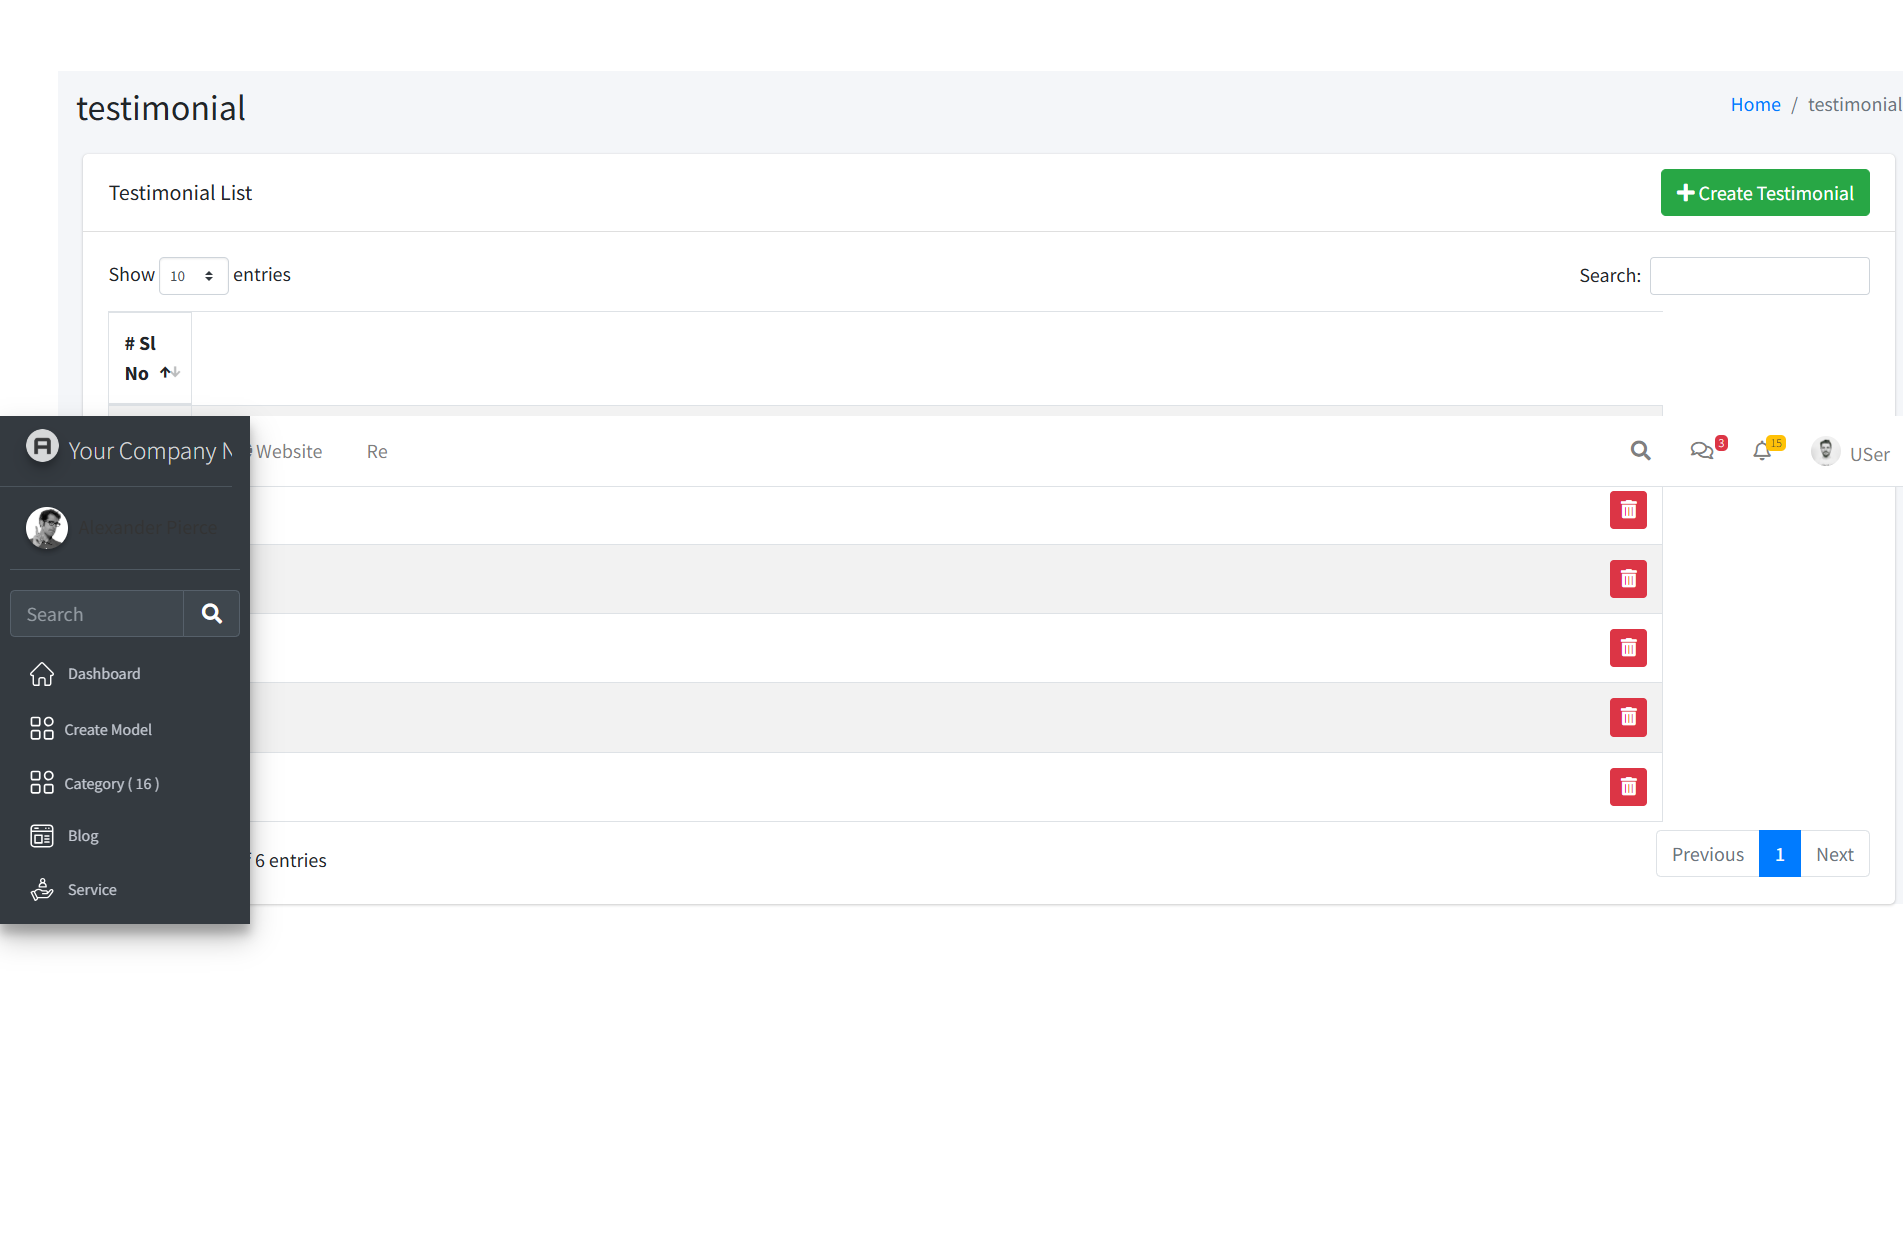 testimonial
Home / testimonial
Testimonial List
Create Testimonial
Show 10 entries
Search:
# Sl
No
Your Company N
Website
Re
3
15
USer
Alexander Pierce
Search
Dashboard
Create Model
Category ( 16 )
Blog
Service
6 entries
Previous 1 Next